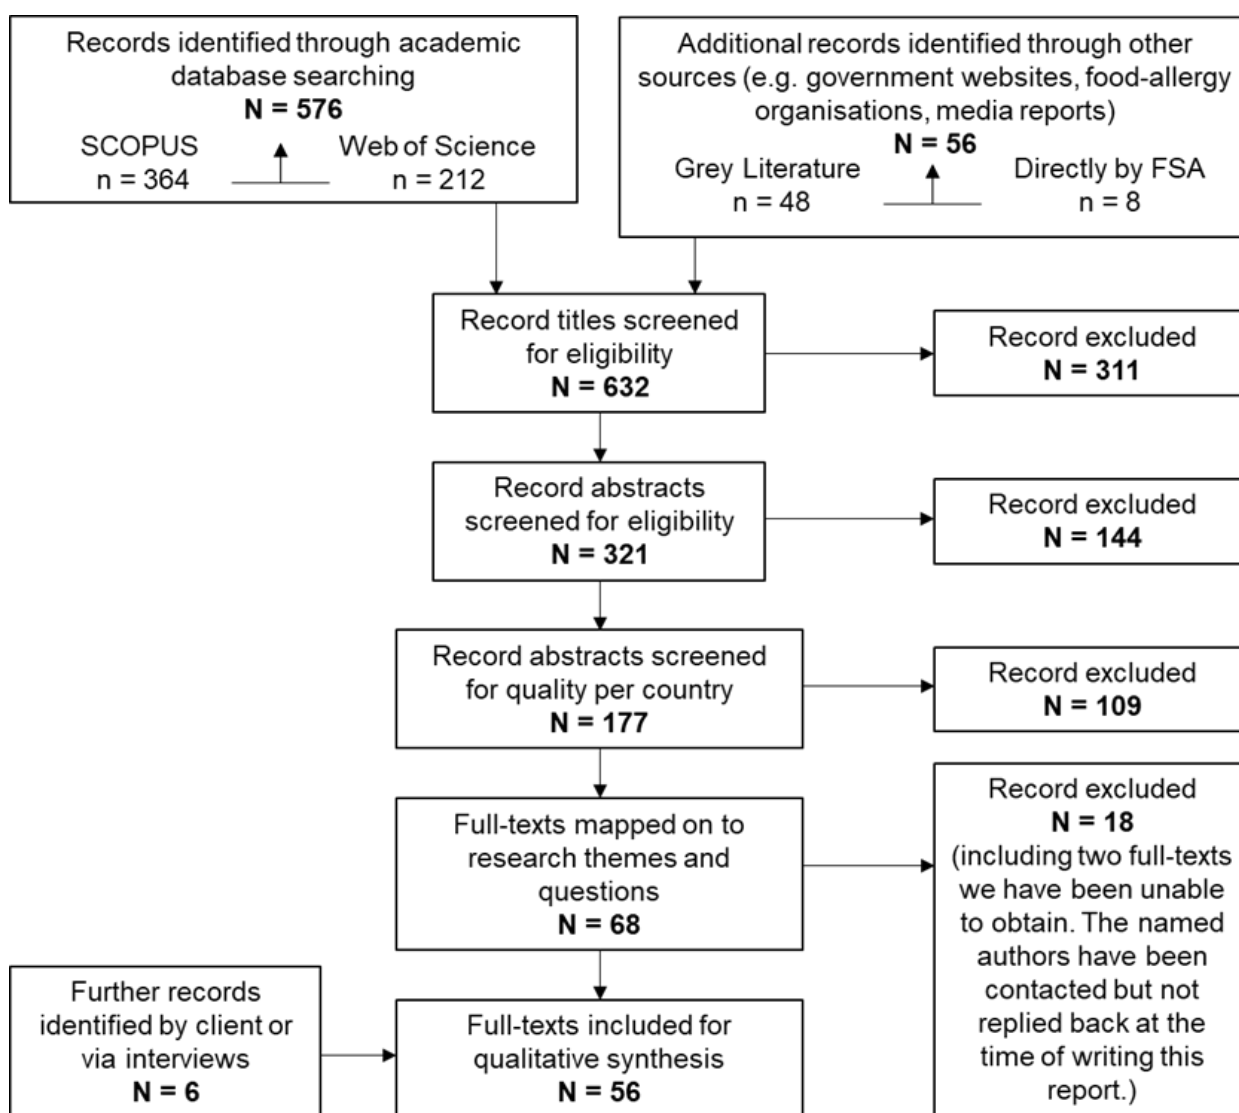 Records identified through academic
database searching
N = 576
SCOPUS
n = 364
Web of Science
n = 212
Additional records identified through other
sources (e.g. government websites, food-allergy
organisations, media reports)
N = 56
Grey Literature
n = 48
Directly by FSA
n = 8
Record titles screened
for eligibility
N = 632
Record excluded
N = 311
Record abstracts
screened for eligibility
N = 321
Record excluded
N = 144
Record abstracts screened
for quality per country
N = 177
Record excluded
N = 109
Full-texts mapped on to
research themes and
questions
N = 68
Record excluded
N = 18
(including two full-texts
we have been unable
to obtain. The named
authors have been
contacted but not
replied back at the
time of writing this
report.)
Further records
identified by client or
via interviews
N = 6
Full-texts included for
qualitative synthesis
N = 56